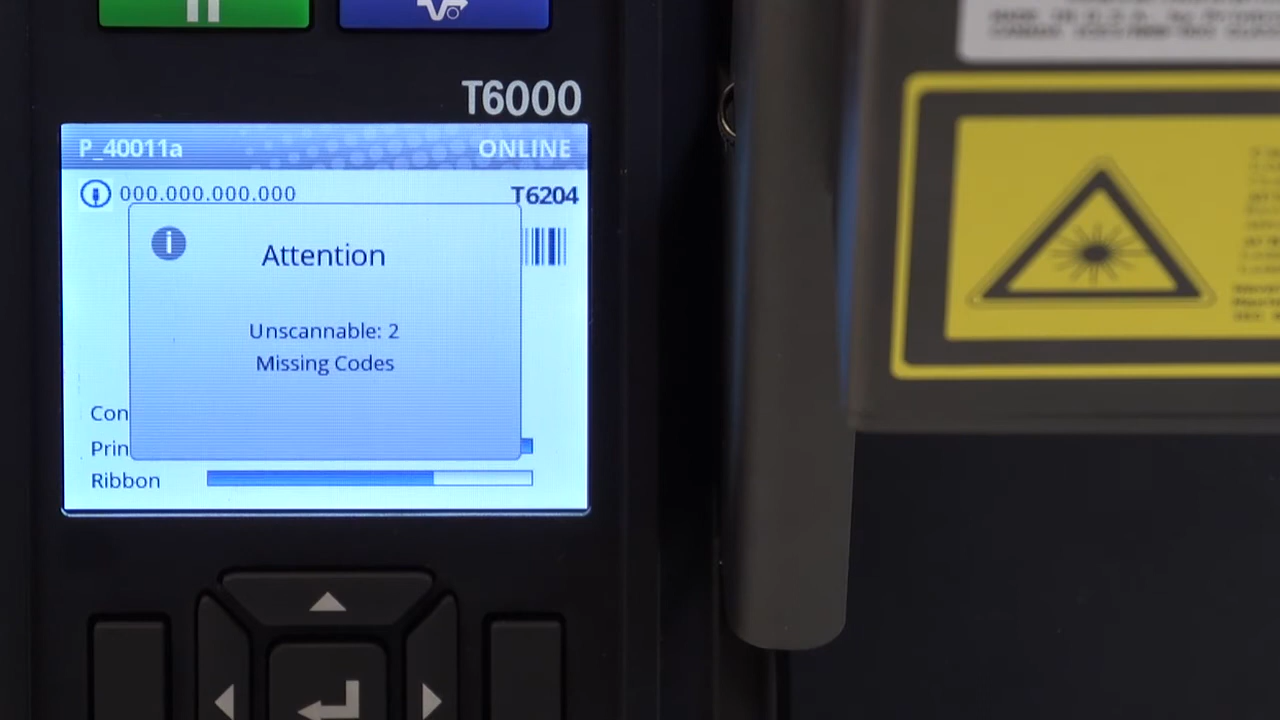 T6000
P_40011a ONLINE
000.000.000.000 T6204
Attention
Unscannable: 2
Missing Codes
Con
Prin
Ribbon